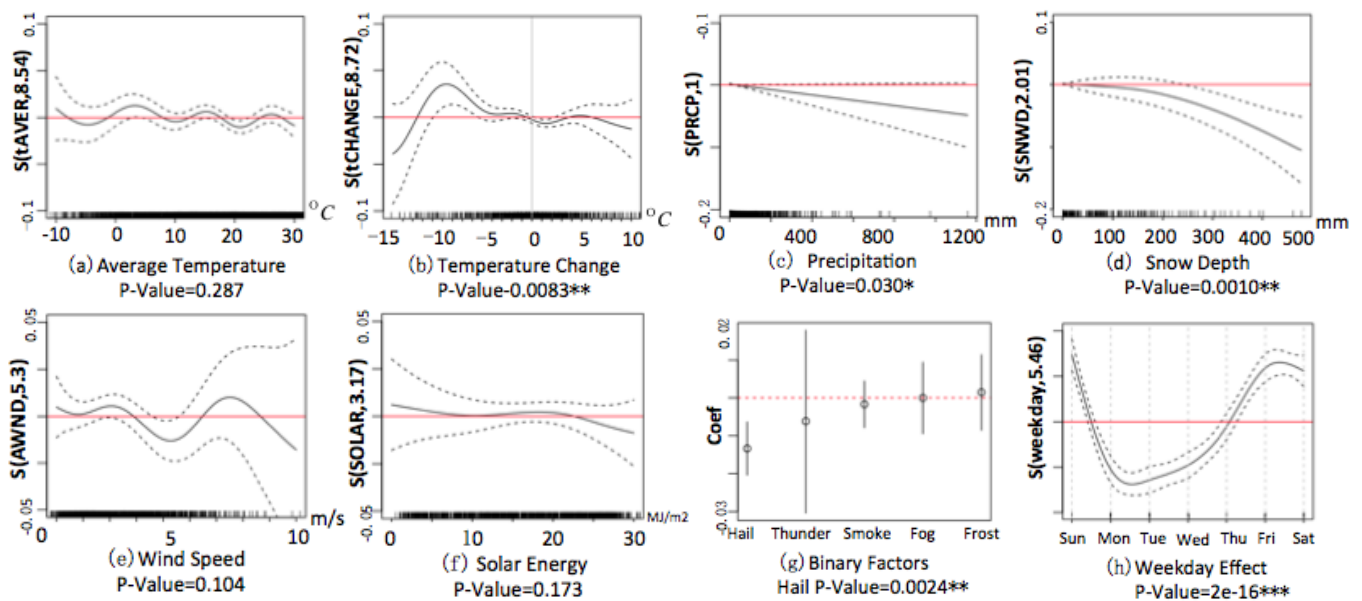 S(tAVER,8.54)
0.1
-0.1
-10 0 10 20 30
°C
(a) Average Temperature
P-Value=0.287
S(tCHANGE,8.72)
0.1
0.1
-15 -10 -5 0 5 10
°C
(b) Temperature Change
P-Value-0.0083**
S(PRCP,1)
-0.1
-0.2
0 400 800 1200
mm
(c) Precipitation
P-Value=0.030*
S(SNWD,2.01)
0.1
-0.2
0 100 200 300 400 500
mm
(d) Snow Depth
P-Value=0.0010**
S(AWND,5.3)
0.05
-0.05
0 2 4 6 8 10
m/s
(e) Wind Speed
P-Value=0.104
S(SOLAR,3.17)
0.05
-0.05
0 10 20 30
MJ/m2
(f) Solar Energy
P-Value=0.173
Coef
0.02
-0.03
Hail Thunder Smoke Fog Frost
(g) Binary Factors
Hail P-Value=0.0024**
S(weekday,5.46)
Sun Mon Tue Wed Thu Fri Sat
(h) Weekday Effect
P-Value=2e-16***